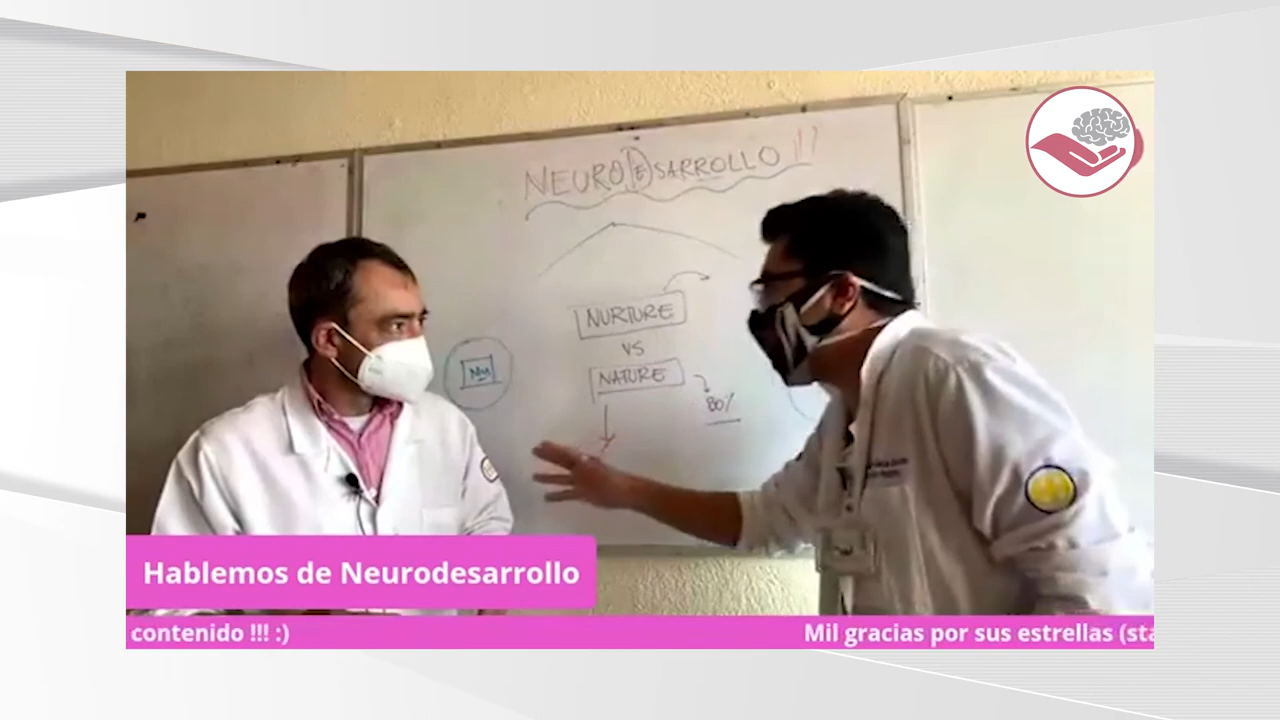 NEURODESARROLLO !!
NURTURE
VS
NATURE
80%
Hablemos de Neurodesarrollo
contenido !!! :)
Mil gracias por sus estrellas (sta